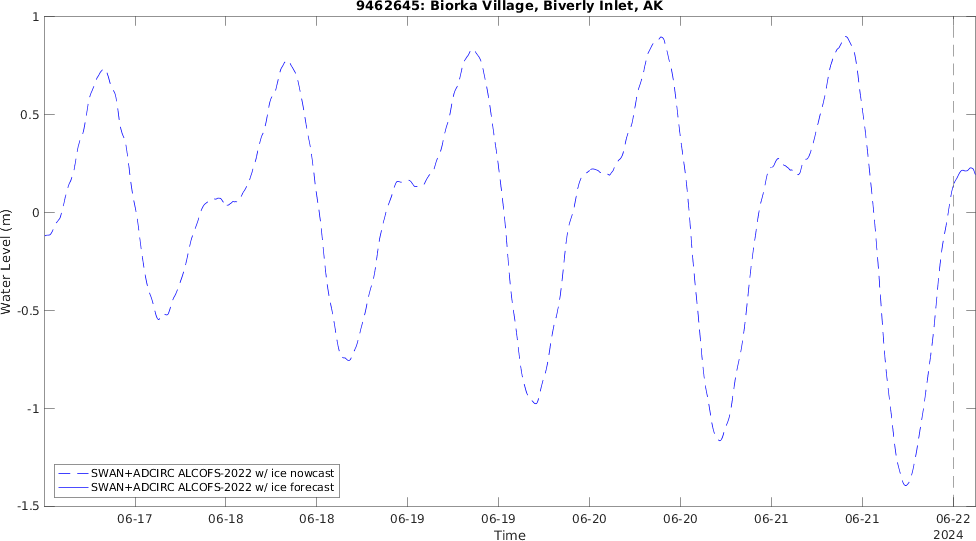 9462645: Biorka Village, Biverly Inlet, AK
1
0.5
0
-0.5
-1
-1.5
Water Level (m)
SWAN+ADCIRC ALCOFS-2022 w/ ice nowcast
SWAN+ADCIRC ALCOFS-2022 w/ ice forecast
06-17 06-18 06-18 06-19 06-19 06-20 06-20 06-21 06-21 06-22
2024
Time